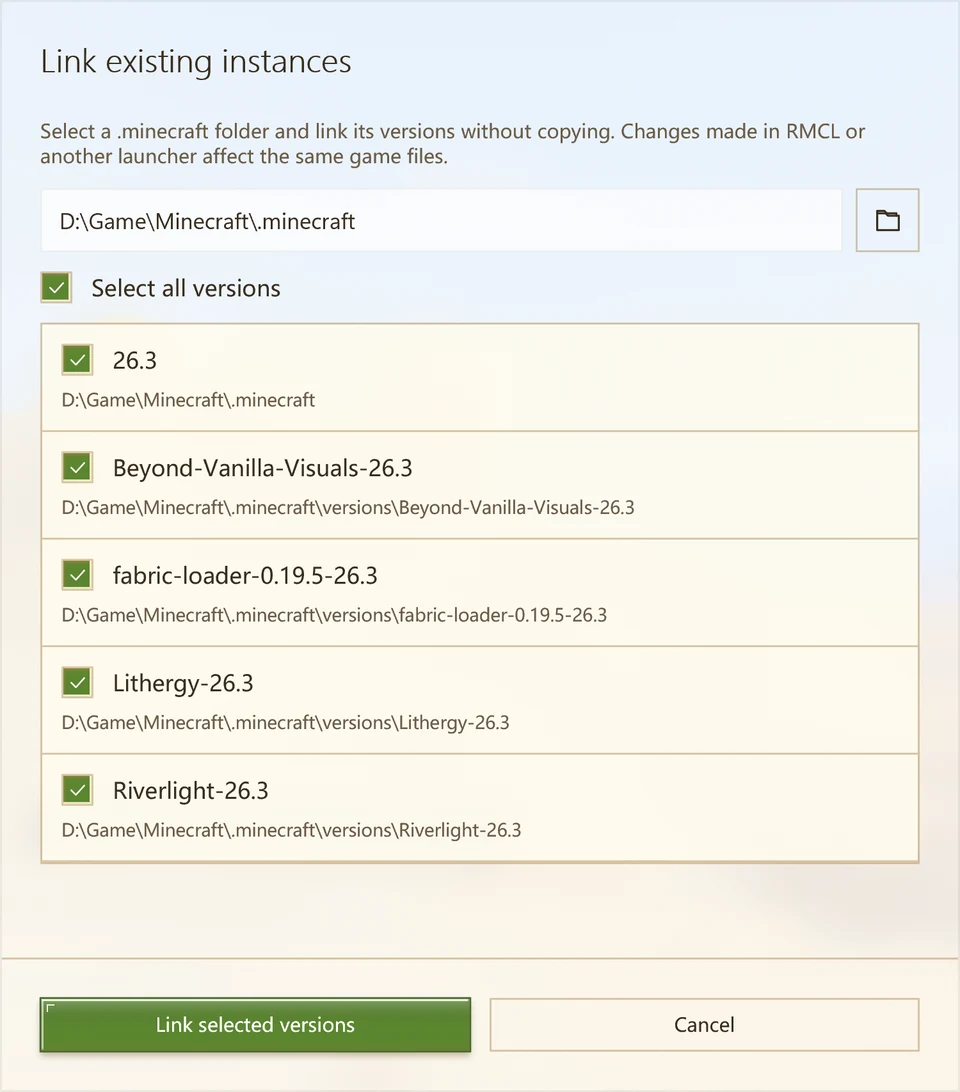 Link existing instances
Select a .minecraft folder and link its versions without copying. Changes made in RMCL or
another launcher affect the same game files.
D:\Game\Minecraft\.minecraft
Select all versions
26.3
D:\Game\Minecraft\.minecraft
Beyond-Vanilla-Visuals-26.3
D:\Game\Minecraft\.minecraft\versions\Beyond-Vanilla-Visuals-26.3
fabric-loader-0.19.5-26.3
D:\Game\Minecraft\.minecraft\versions\fabric-loader-0.19.5-26.3
Lithergy-26.3
D:\Game\Minecraft\.minecraft\versions\Lithergy-26.3
Riverlight-26.3
D:\Game\Minecraft\.minecraft\versions\Riverlight-26.3
Link selected versions
Cancel